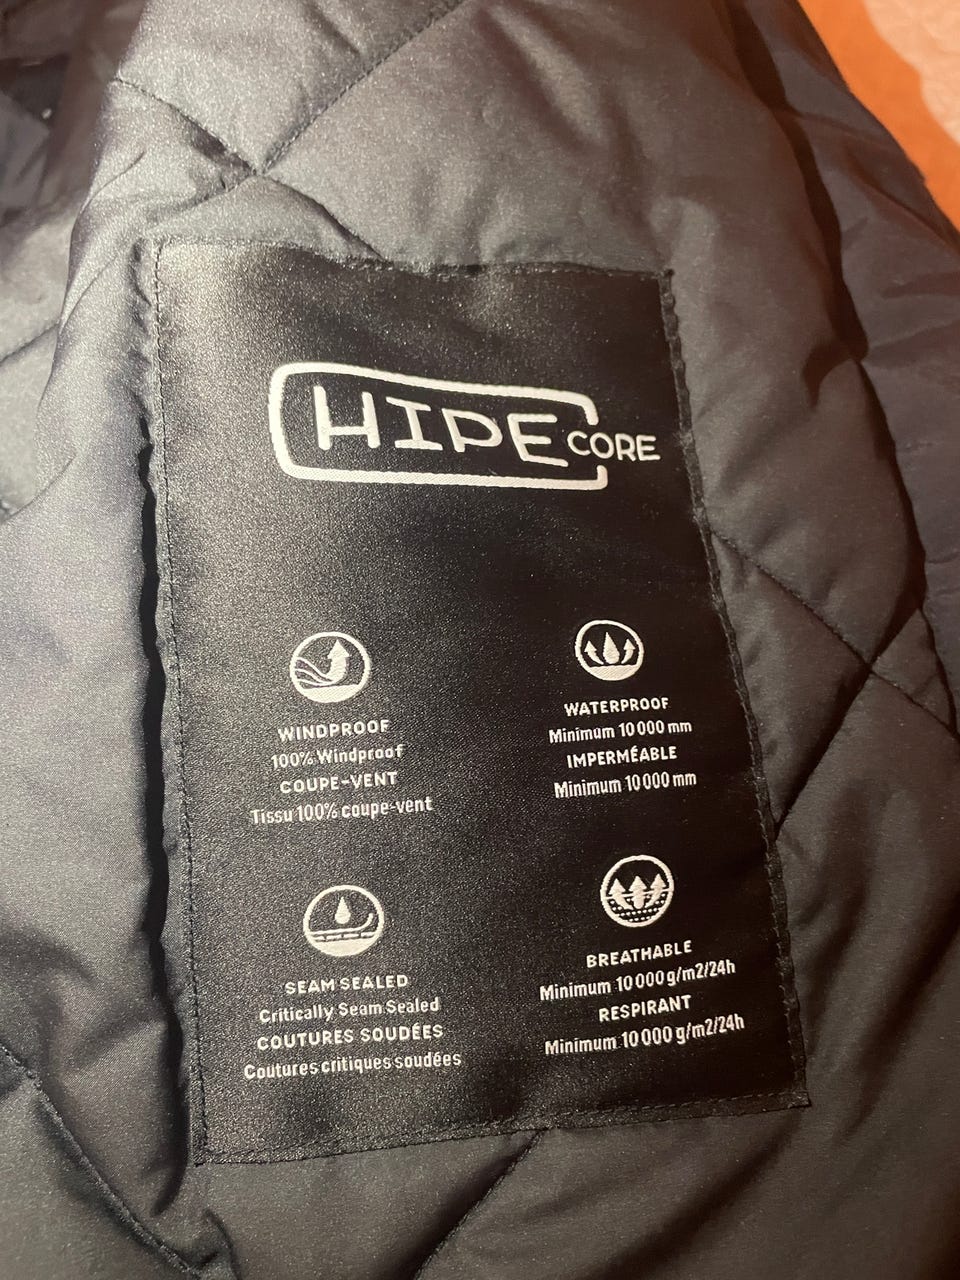 HIPE CORE
WINDPROOF
100% Windproof
COUPE-VENT
Tissu 100% coupe-vent
WATERPROOF
Minimum 10 000 mm
IMPERMÉABLE
Minimum 10 000 mm
SEAM SEALED
Critically Seam Sealed
COUTURES SOUDÉES
Coutures critiques soudées
BREATHABLE
Minimum 10 000 g/m2/24h
RESPIRANT
Minimum 10 000 g/m2/24h